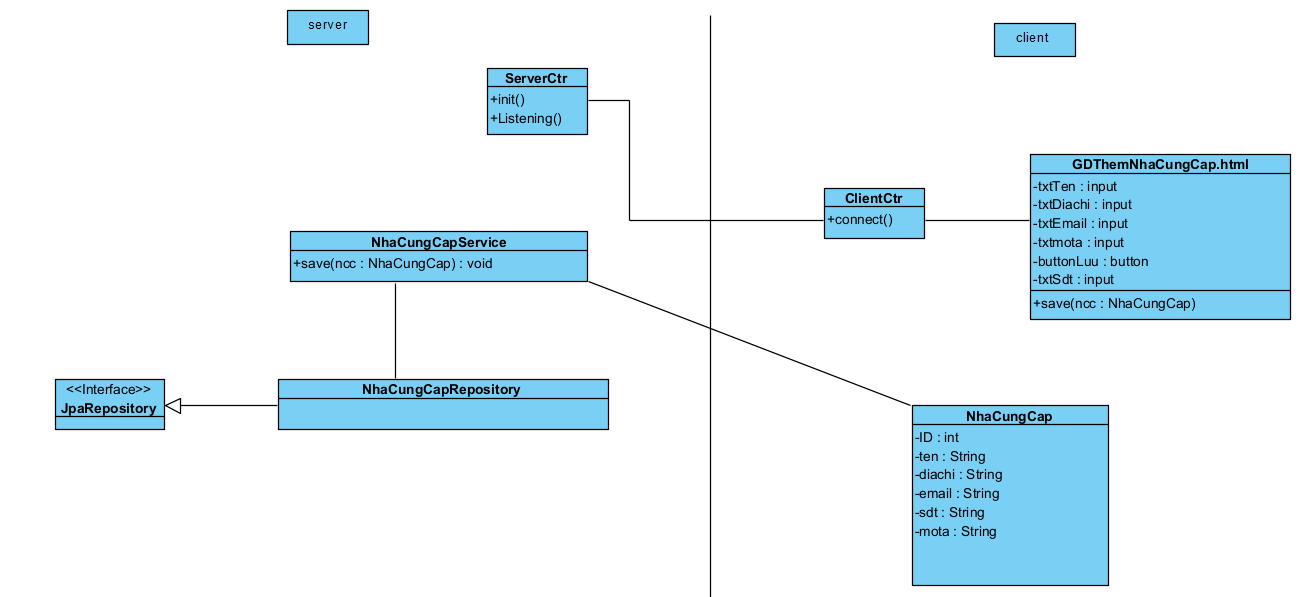 server
client
ServerCtr
+init()
+Listening()
GDThemNhaCungCap.html
-txtTen : input
-txtDiachi : input
-txtEmail : input
-txtmota : input
-buttonLuu : button
-txtSdt : input
+save(ncc : NhaCungCap)
ClientCtr
+connect()
NhaCungCapService
+save(ncc : NhaCungCap) : void
<<Interface>>
JpaRepository
NhaCungCapRepository
NhaCungCap
-ID : int
-ten : String
-diachi : String
-email : String
-sdt : String
-mota : String